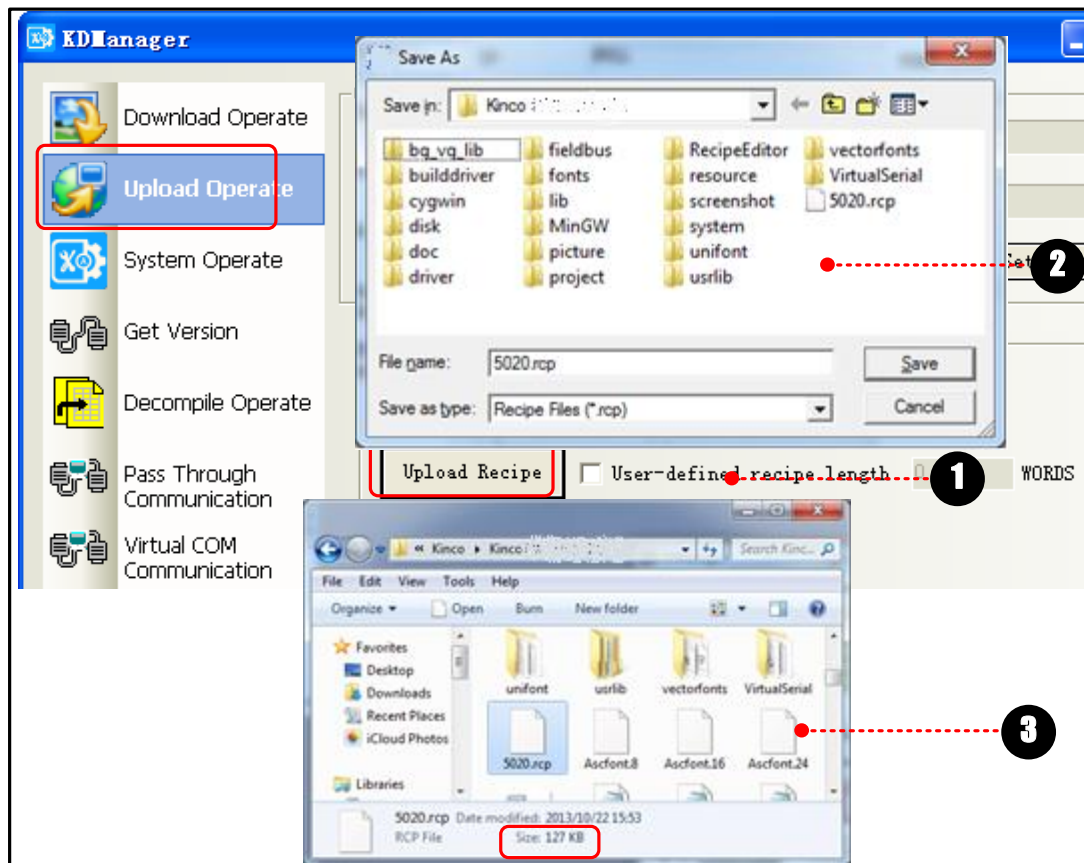 KDManager
Download Operate
Upload Operate
System Operate
Get Version
Decompile Operate
Pass Through
Communication
Virtual COM
Communication
Save As
Save in: Kinco
bq_vq_lib fieldbus RecipeEditor vectorfonts
builddriver fonts resource VirtualSerial
cygwin lib screenshot 5020.rcp
disk MinGW system
doc picture unifont
driver project usrlib
File name: 5020.rcp Save
Save as type: Recipe Files (*.rcp) Cancel
Set
2
Upload Recipe User-defined recipe length 0 1 WORDS
« Kinco Kinco Search Kinc...
File Edit View Tools Help
Organize Open Burn New folder
Favorites
Desktop
Downloads
Recent Places
iCloud Photos
Libraries
unifont usrlib vectorfonts VirtualSerial
5020.rcp Ascfont.8 Ascfont.16 Ascfont.24
3
5020.rcp Date modified: 2013/10/22 15:53
RCP File Size: 127 KB